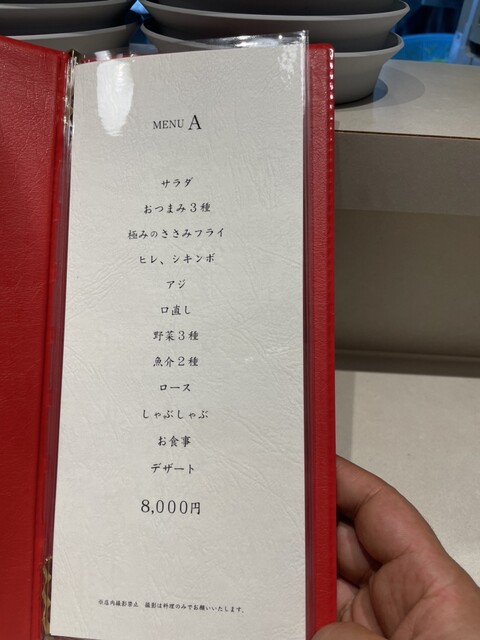 MENU A
サラダ
おつまみ３種
極みのささみフライ
ヒレ、シキンボ
アジ
口直し
野菜３種
魚介２種
ロース
しゃぶしゃぶ
お食事
デザート
8,000円
※店内撮影禁止　撮影は料理のみでお願いいたします。